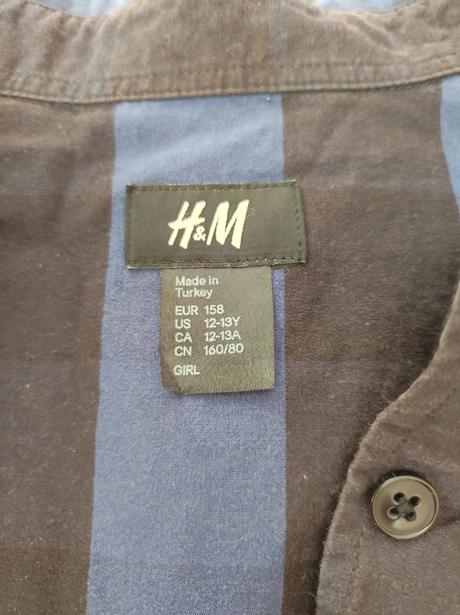 H&M
Made in
Turkey
EUR 158
US 12-13Y
CA 12-13A
CN 160/80
GIRL